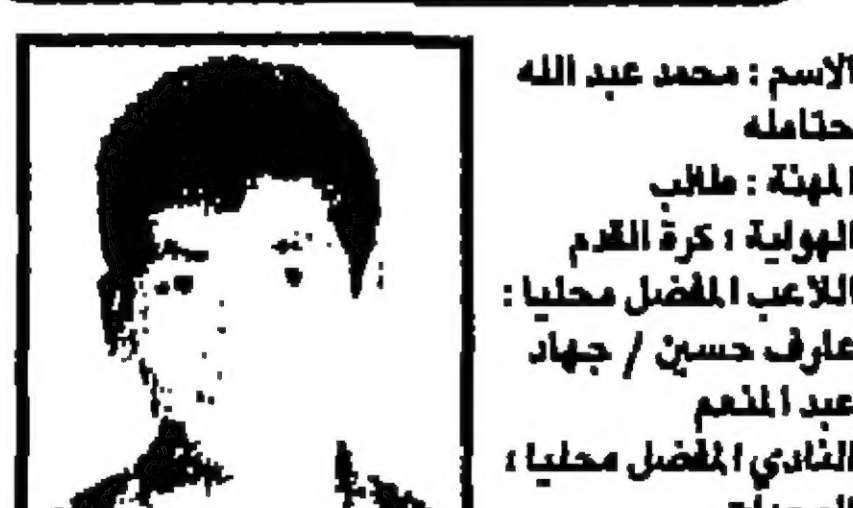 الاسم : محمد عبد الله
حتامله
المهنة : طالب
الهواية : كرة القدم
اللاعب المفضل محليا :
عارف حسين / جهاد
عبد المنعم
النادي المفضل محليا :